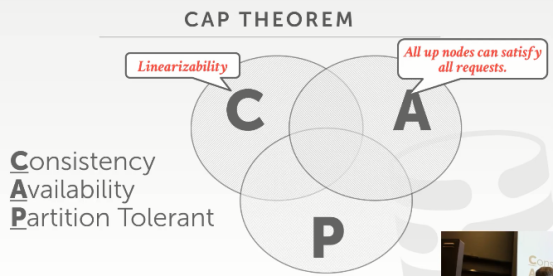 CAP THEOREM
Linearizability
All up nodes can satisfy
all requests.
C
A
P
Consistency
Availability
Partition Tolerant